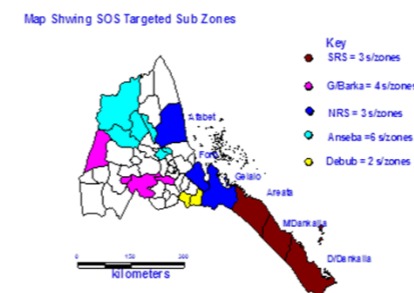 Map Shwing SOS Targeted Sub Zones
Key
SRS = 3 s/zones
G/Barka = 4 s/zones
NRS = 3 s/zones
Anseba =6 s/zones
Debub = 2 s/zones
Afabet
Foro
Gelalo
Areata
M/Dankalia
D/Dankalia
0 150 300
kilometers